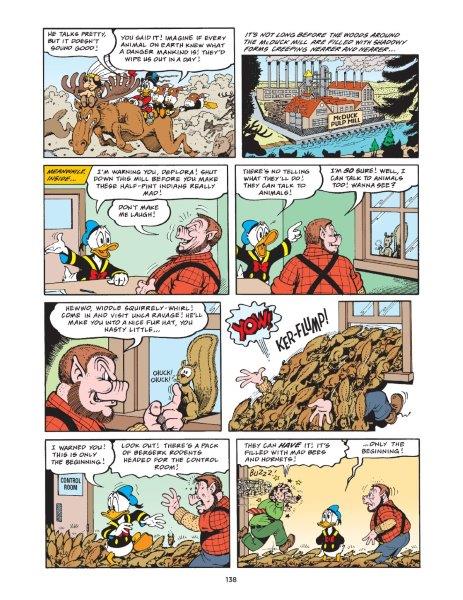 HE TALKS PRETTY,
BUT IT DOESN'T
SOUND GOOD!
YOU SAID IT! IMAGINE IF EVERY
ANIMAL ON EARTH KNEW WHAT
A DANGER MANKIND IS! THEY'D
WIPE US OUT IN A DAY!
IT'S NOT LONG BEFORE THE WOODS AROUND
THE McDUCK MILL ARE FILLED WITH SHADOWY
FORMS CREEPING NEARER AND NEARER...
McDUCK
PULP MILL
MEANWHILE,
INSIDE...
I'M WARNING YOU, DEPLORA! SHUT
DOWN THIS MILL BEFORE YOU MAKE
THESE HALF-PINT INDIANS REALLY
MAD!
DON'T MAKE
ME LAUGH!
THERE'S NO TELLING
WHAT THEY'LL DO!
THEY CAN TALK TO
ANIMALS!
I'M SO SURE! WELL, I
CAN TALK TO ANIMALS
TOO! WANNA SEE?
HEWWO, WIDDLE SQUIRRELY-WHIRL!
COME IN AND VISIT UNCA RAVAGE! HE'LL
MAKE YOU INTO A NICE FUR HAT, YOU
NASTY LITTLE...
CHUCK!
CHUCK!
YOW!
KER-FLUMP!
I WARNED YOU!
THIS IS ONLY
THE BEGINNING!
LOOK OUT! THERE'S A PACK
OF BERSERK RODENTS
HEADED FOR THE CONTROL
ROOM!
CONTROL
ROOM
THEY CAN HAVE IT! IT'S
FILLED WITH MAD BEES
AND HORNETS!
...ONLY THE
BEGINNING!
BUZZZ!
138